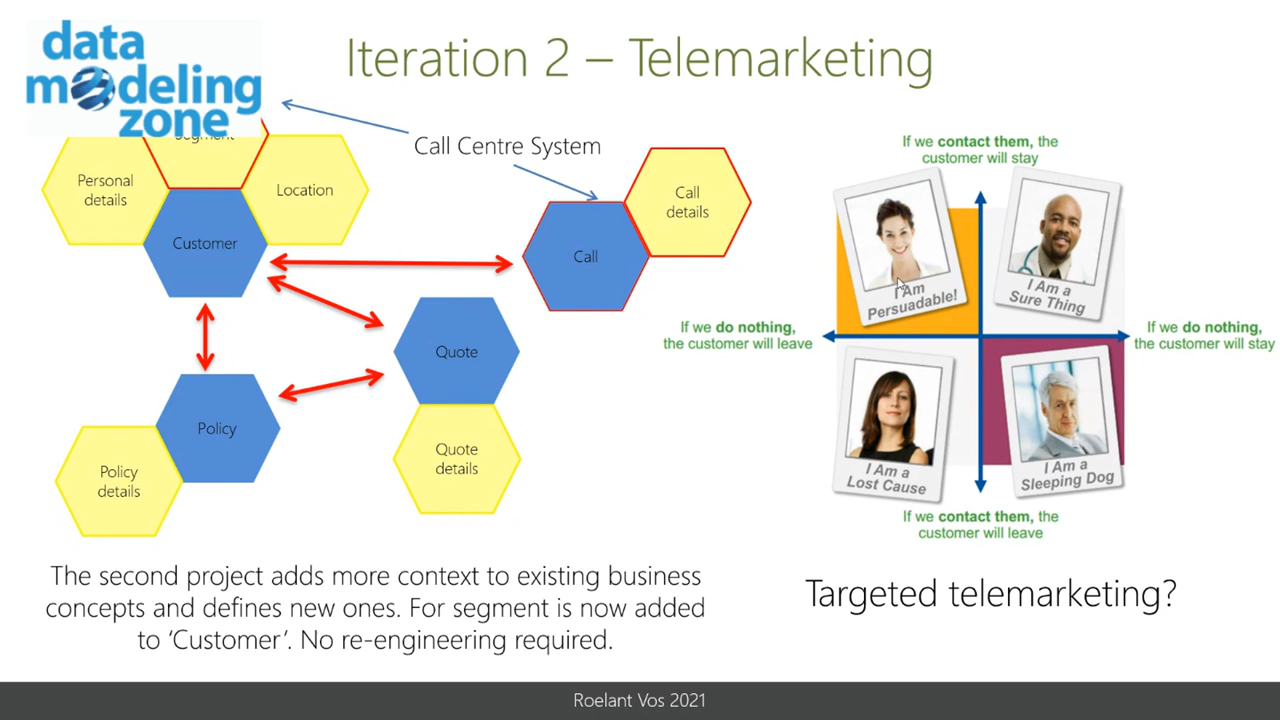 data
modeling
zone
Iteration 2 – Telemarketing
Call Centre System
Segment
Personal
details
Location
Customer
Call
details
Call
Quote
Quote
details
Policy
Policy
details
If we contact them, the
customer will stay
I Am
Persuadable!
I Am a
Sure Thing
If we do nothing,
the customer will leave
If we do nothing,
the customer will stay
I Am a
Lost Cause
I Am a
Sleeping Dog
If we contact them, the
customer will leave
The second project adds more context to existing business
concepts and defines new ones. For segment is now added
to ‘Customer’. No re-engineering required.
Targeted telemarketing?
Roelant Vos 2021